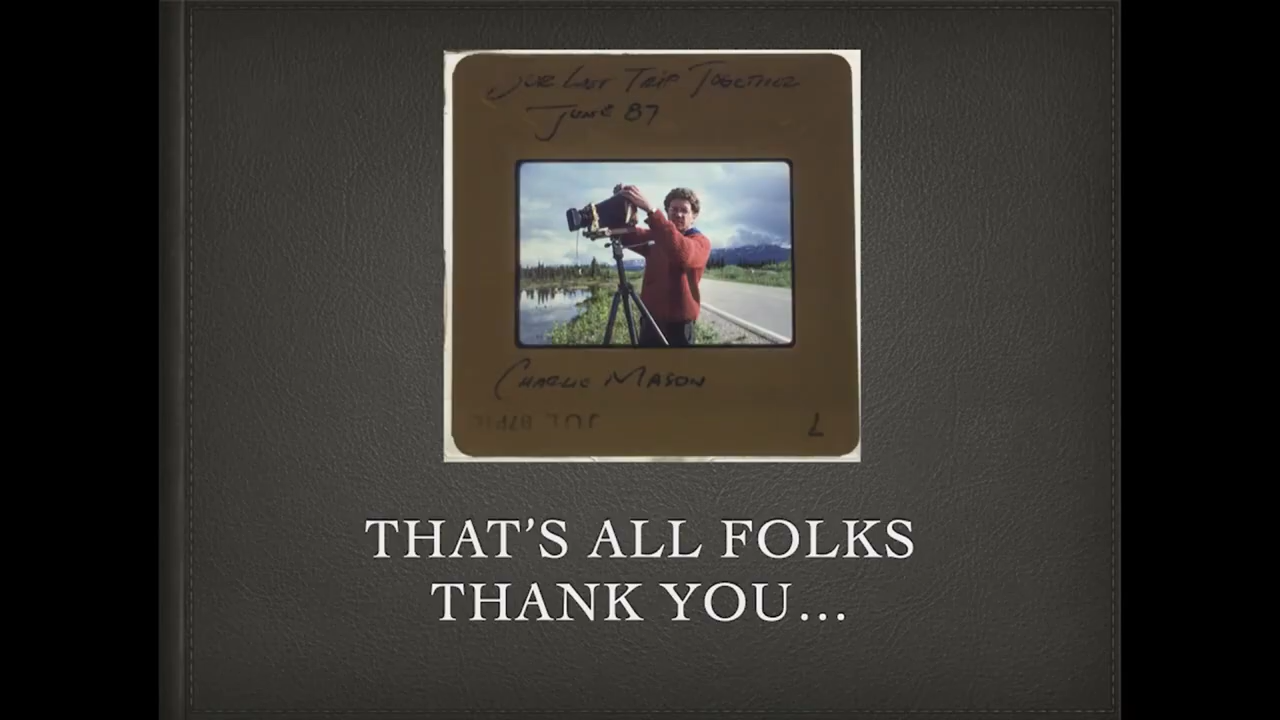 Our Last Trip Together
June 87
Charlie Mason
L
THAT'S ALL FOLKS
THANK YOU...